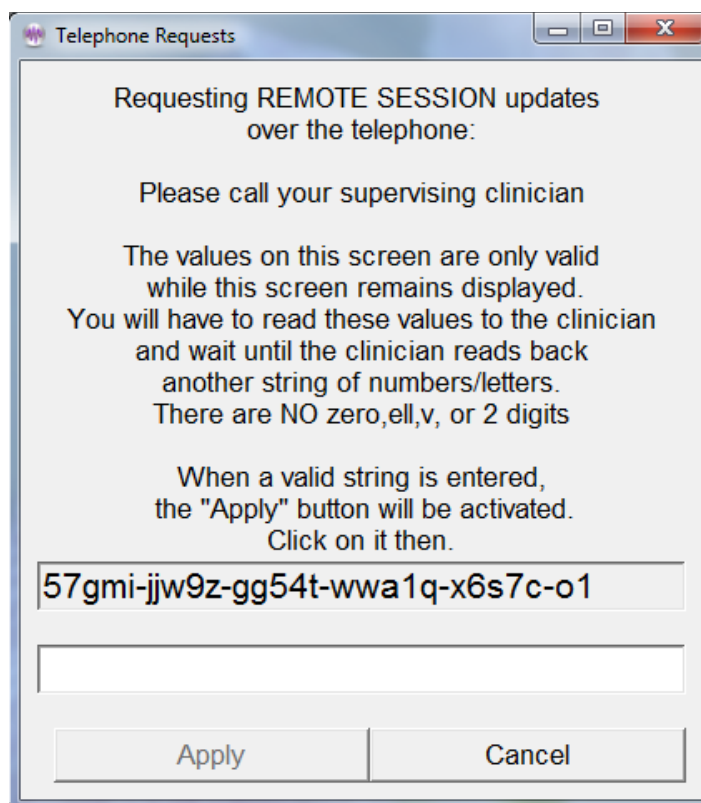 Telephone Requests
Requesting REMOTE SESSION updates
over the telephone:
Please call your supervising clinician
The values on this screen are only valid
while this screen remains displayed.
You will have to read these values to the clinician
and wait until the clinician reads back
another string of numbers/letters.
There are NO zero,ell,v, or 2 digits
When a valid string is entered,
the "Apply" button will be activated.
Click on it then.
57gmi-jjw9z-gg54t-wwa1q-x6s7c-o1
Apply
Cancel